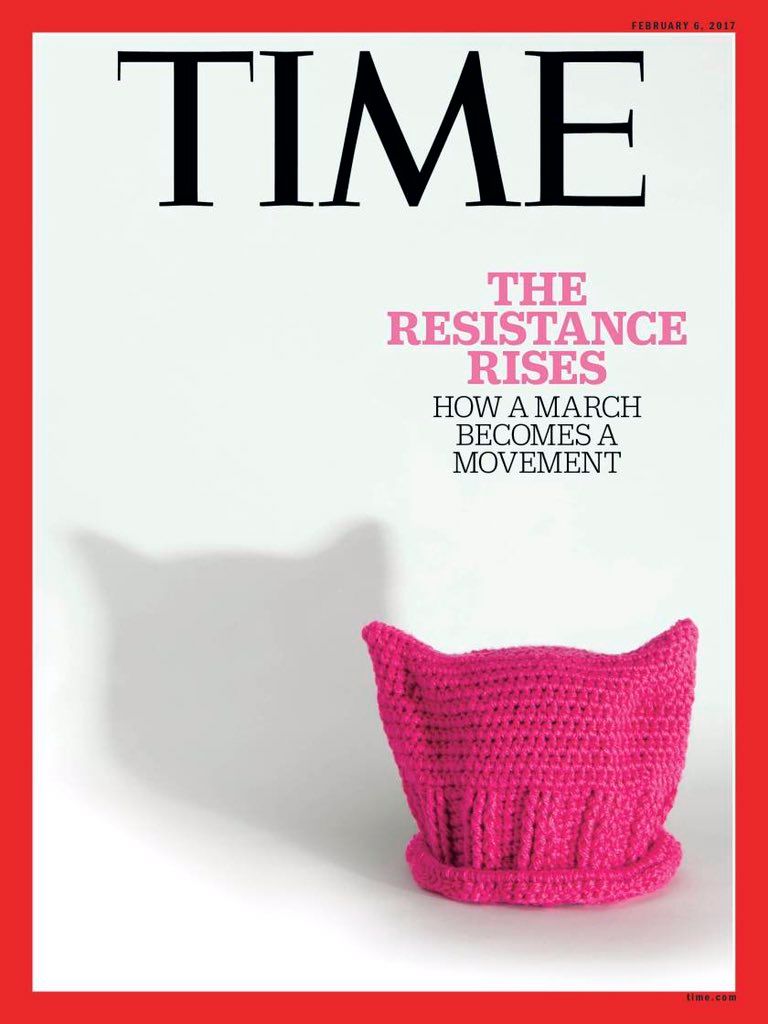 FEBRUARY 6, 2017
TIME
THE
RESISTANCE
RISES
HOW A MARCH
BECOMES A
MOVEMENT
time.com